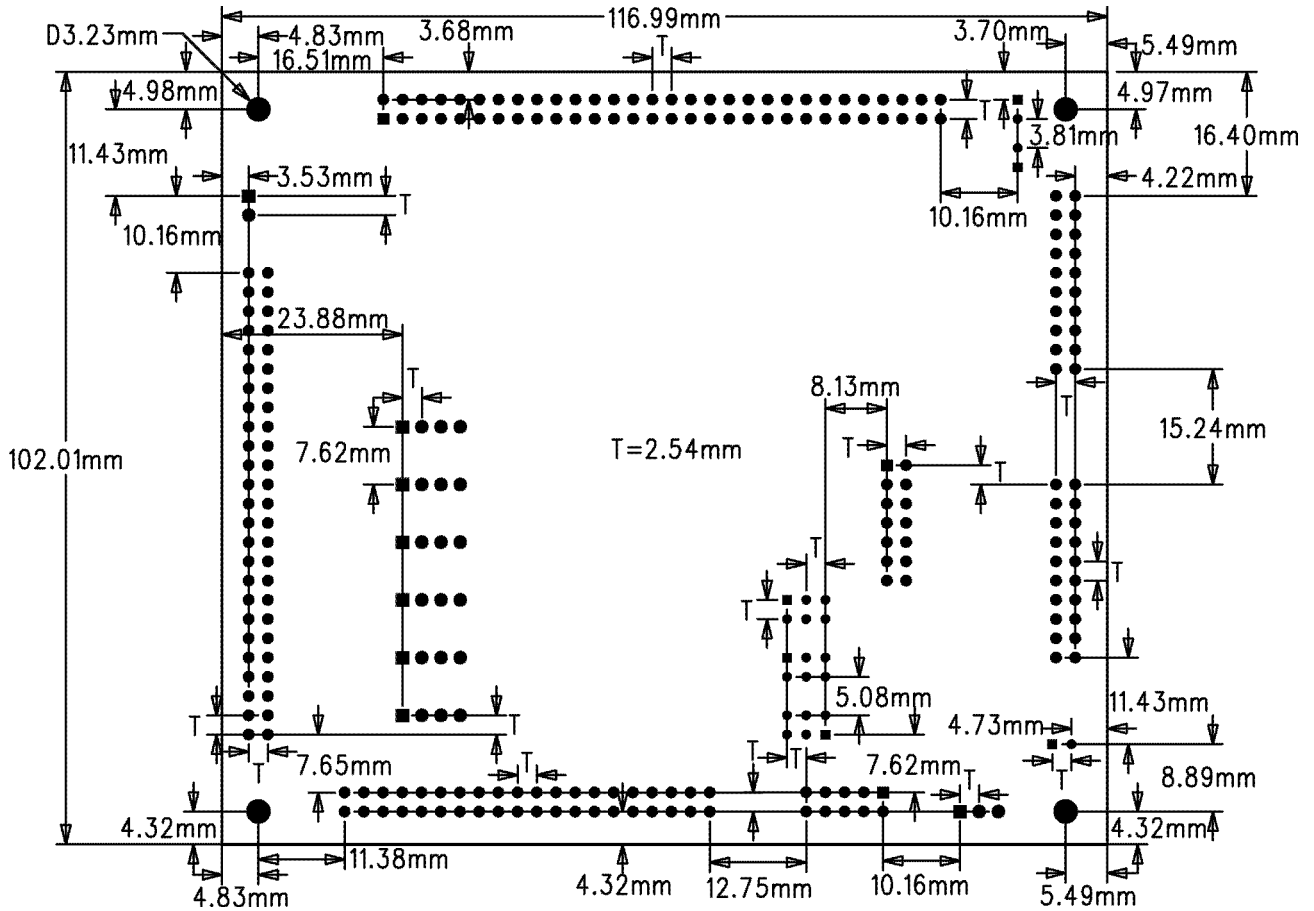 116.99mm
D3.23mm
4.83mm
3.68mm
T
3.70mm
5.49mm
16.51mm
4.98mm
4.97mm
T
3.81mm
16.40mm
11.43mm
3.53mm
T
4.22mm
10.16mm
10.16mm
23.88mm
T
8.13mm
T
7.62mm
T=2.54mm
T
15.24mm
102.01mm
T
T
T
T
5.08mm
11.43mm
T
T
4.73mm
T
T
7.65mm
T
T
7.62mm
T
T
8.89mm
4.32mm
4.32mm
11.38mm
4.32mm
12.75mm
10.16mm
4.83mm
5.49mm